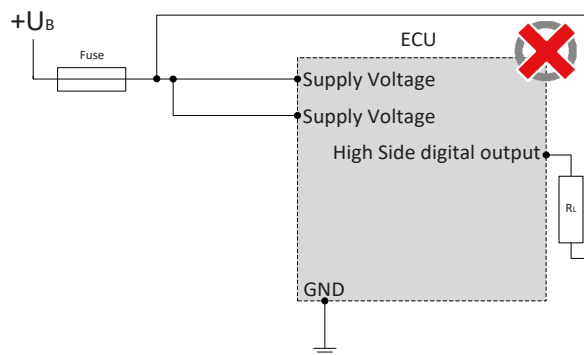 +UB
Fuse
ECU
Supply Voltage
Supply Voltage
High Side digital output
RL
GND